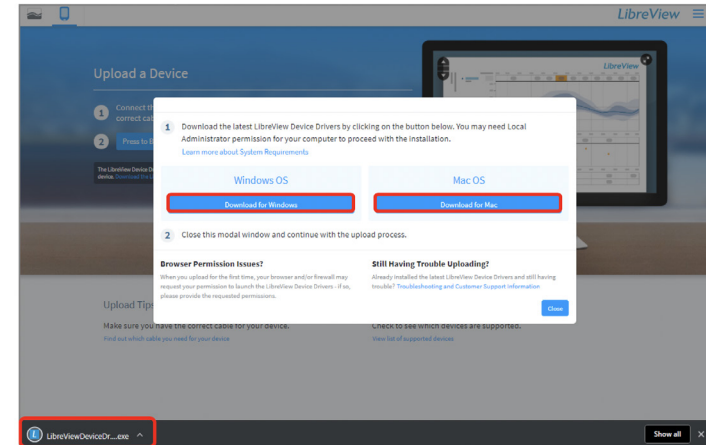 LibreView
Upload a Device
LibreView
1 Connect th
correct cab
2 Press to B
The LibreView Device D
device. Download the L
1 Download the latest LibreView Device Drivers by clicking on the button below. You may need Local
Administrator permission for your computer to proceed with the installation.
Learn more about System Requirements
Windows OS
Download for Windows
Mac OS
Download for Mac
2 Close this modal window and continue with the upload process.
Browser Permission Issues?
When you upload for the first time, your browser and/or firewall may
request your permission to launch the LibreView Device Drivers - if so,
please provide the requested permissions.
Still Having Trouble Uploading?
Already installed the latest LibreView Device Drivers and still having
trouble? Troubleshooting and Customer Support Information
Close
Upload Tips
Make sure you have the correct cable for your device.
Find out which cable you need for your device
Check to see which devices are supported.
View list of supported devices
LibreViewDeviceDr....exe
Show all